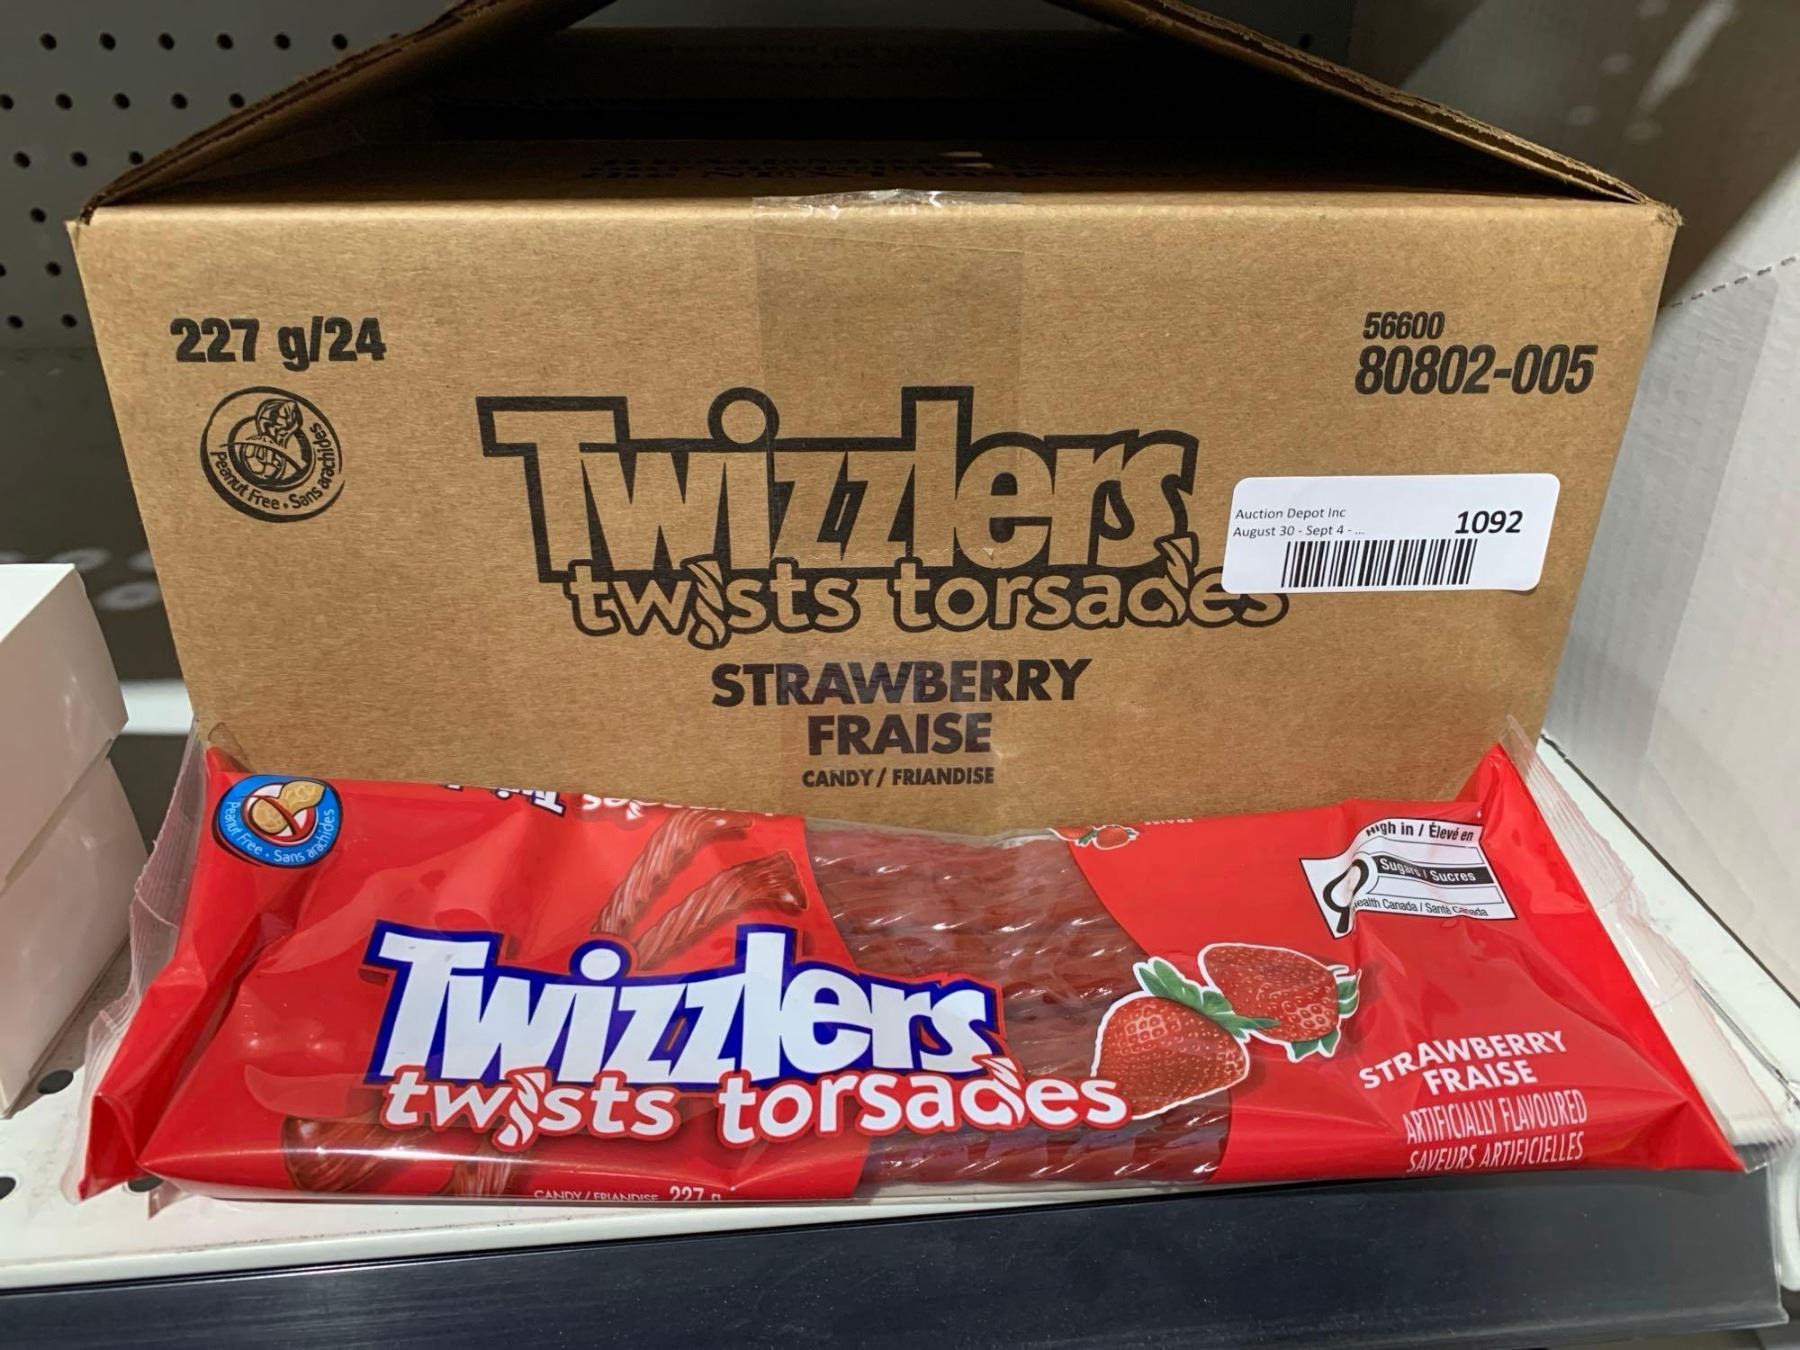 227 g/24
56600
80802-005
Peanut Free • Sans arachides
Twizzlers
twists torsades
Auction Depot Inc
August 30 - Sept 4 - ...
1092
STRAWBERRY
FRAISE
CANDY / FRIANDISE
Peanut Free • Sans arachides
High in / Élevé en
Sugars / Sucres
Health Canada / Santé Canada
Twizzlers
twists torsades
STRAWBERRY
FRAISE
ARTIFICIALLY FLAVOURED
SAVEURS ARTIFICIELLES
CANDY / FRIANDISE 227 g